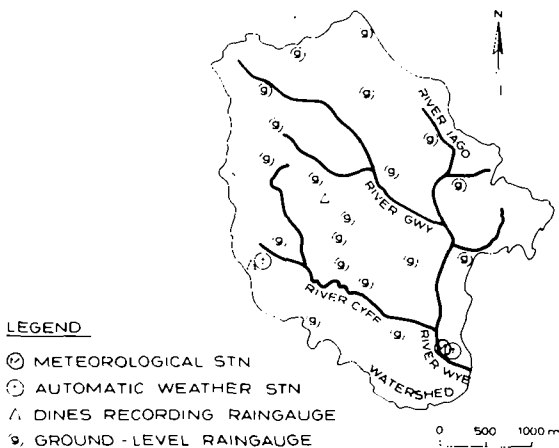 N
g
g
g
g
RIVER IAGO
g
g
g
g
g
g
RIVER GWY
g
g
g
g
g
g
g
RIVER CYFF
g
g
RIVER WYE
WATERSHED
LEGEND
METEOROLOGICAL STN
AUTOMATIC WEATHER STN
DINES RECORDING RAINGAUGE
g GROUND-LEVEL RAINGAUGE
0 500 1000 m